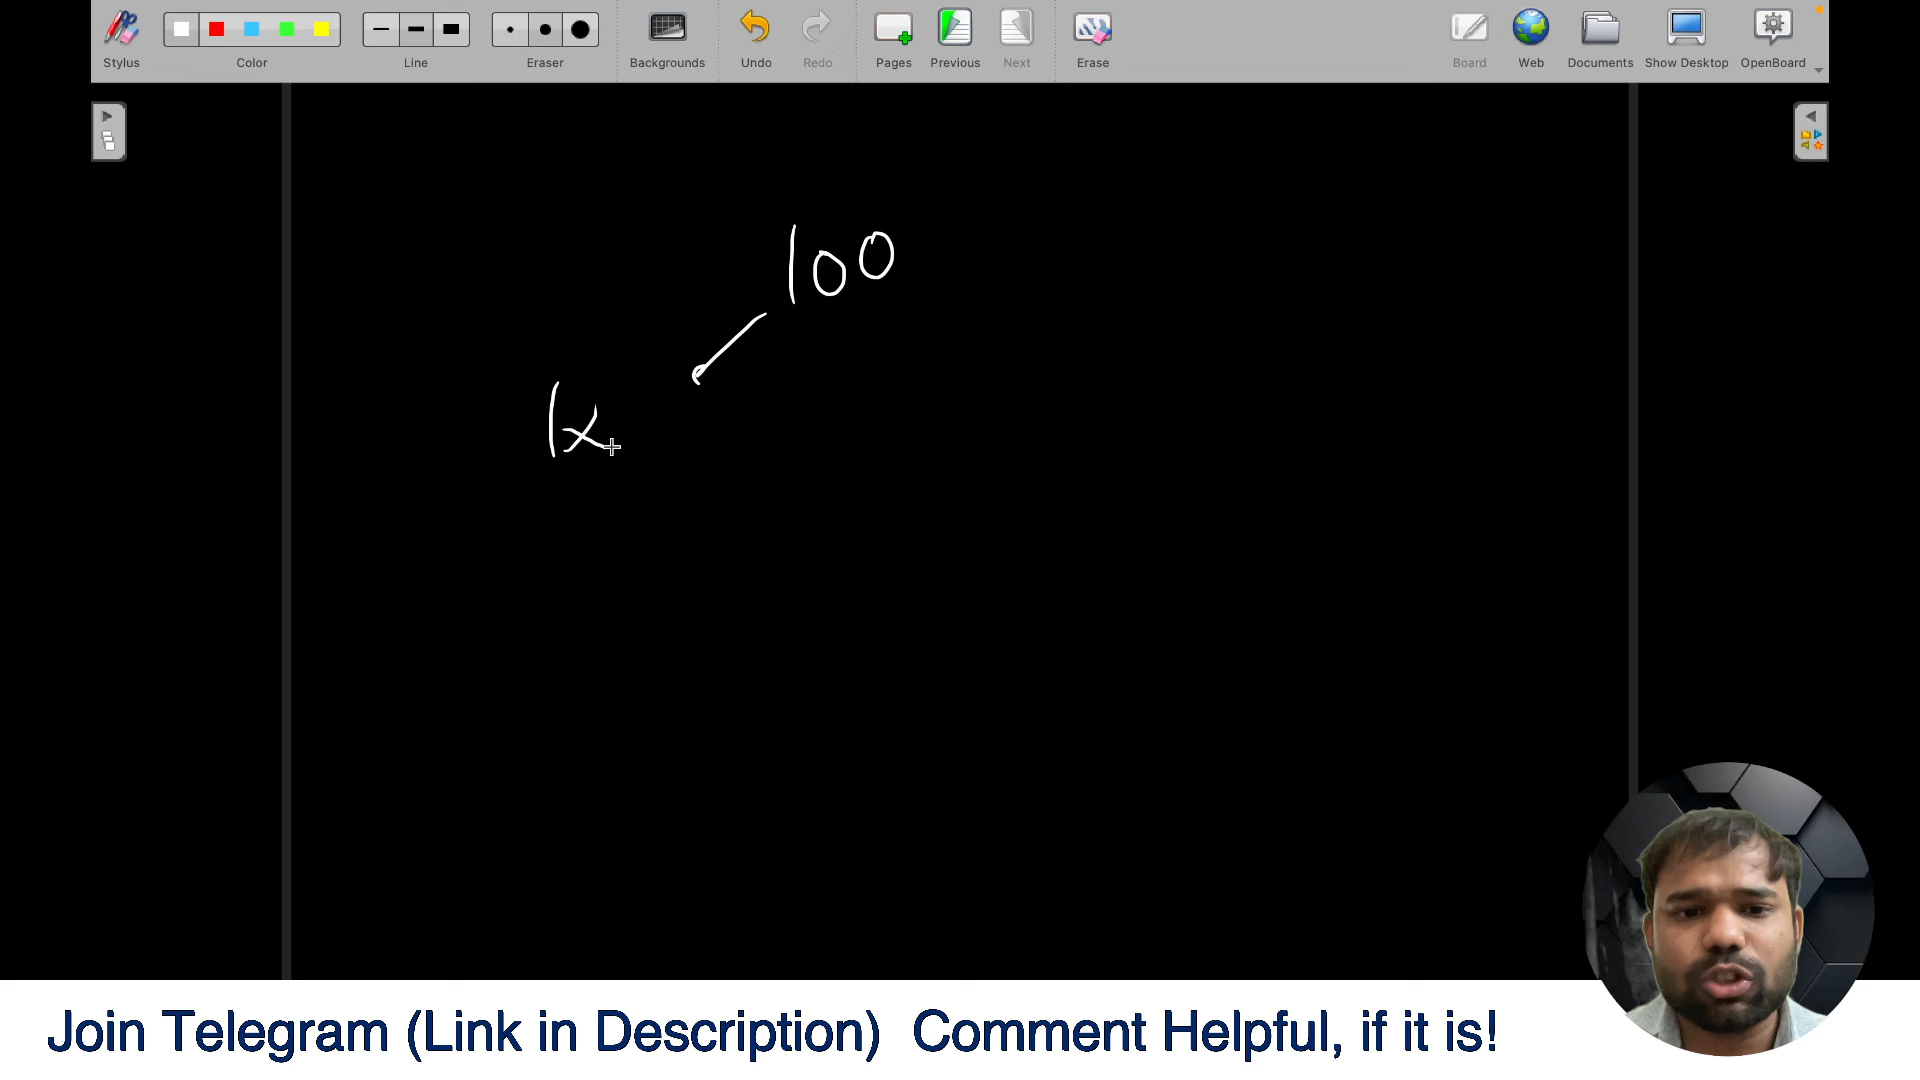 Stylus Color Line Eraser Backgrounds Undo Redo Pages Previous Next Erase Board Web Documents Show Desktop OpenBoard
100
1x
Join Telegram (Link in Description) Comment Helpful, if it is!